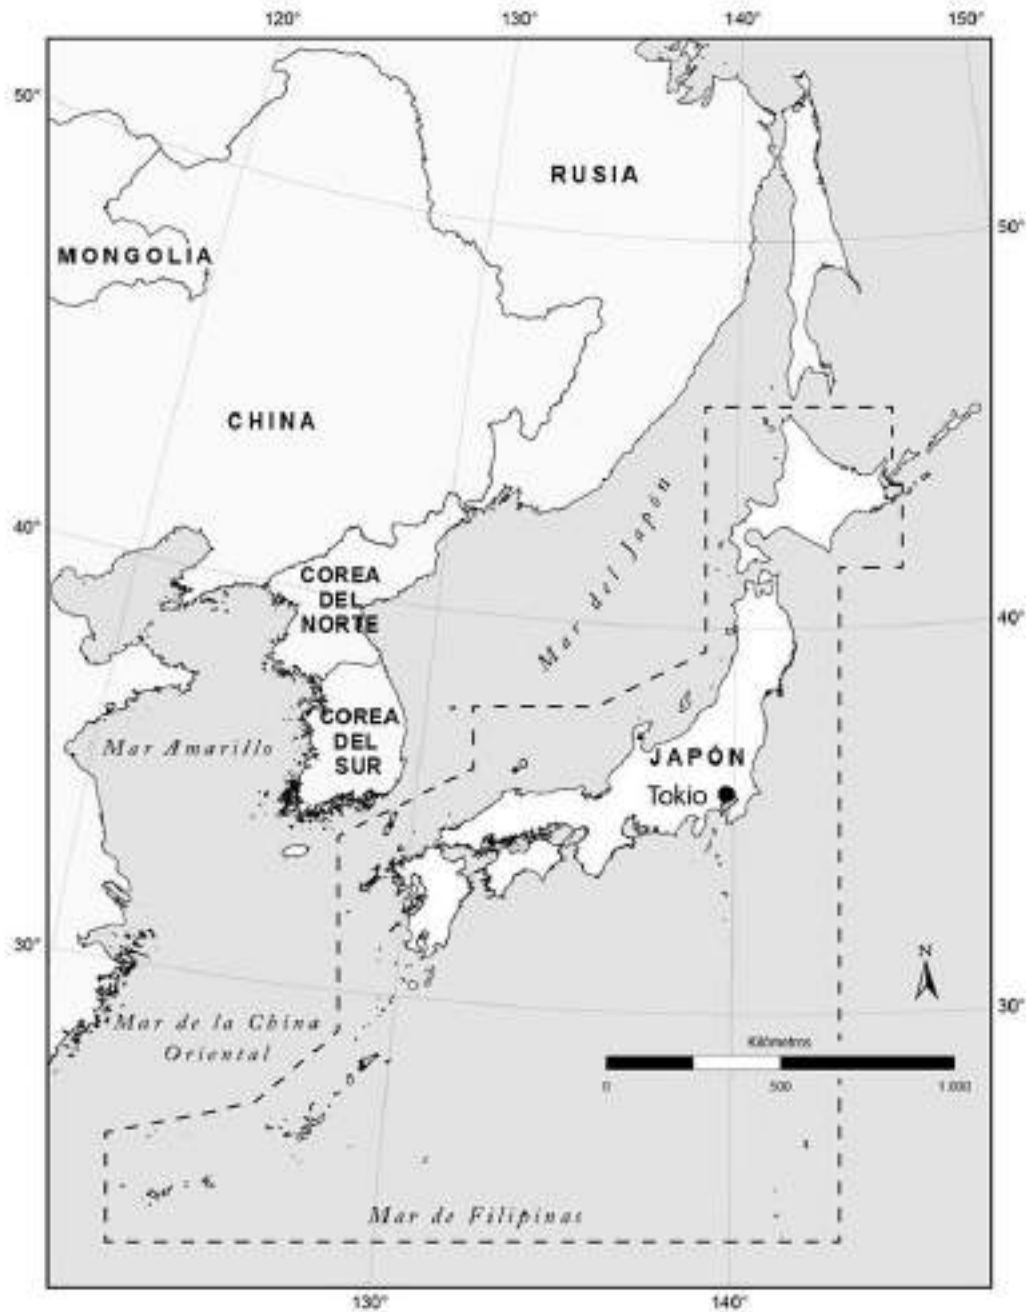 120°
130°
140°
150°
50°
RUSIA
50°
MONGOLIA
CHINA
Mar del Japón
40°
COREA
DEL
NORTE
40°
COREA
DEL
SUR
Mar Amarillo
JAPÓN
Tokio
30°
N
30°
Mar de la China
Oriental
Kilómetros
0 500 1.000
Mar de Filipinas
130°
140°